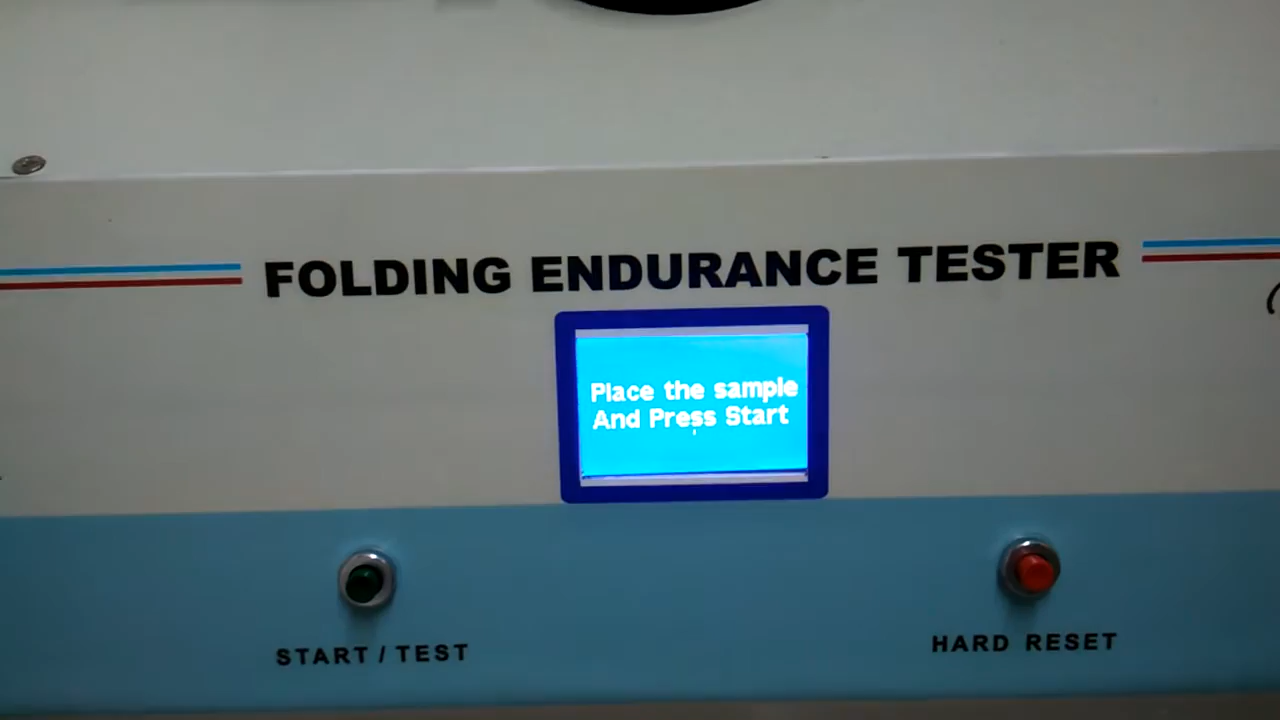 FOLDING ENDURANCE TESTER
Place the sample
And Press Start
START / TEST
HARD RESET